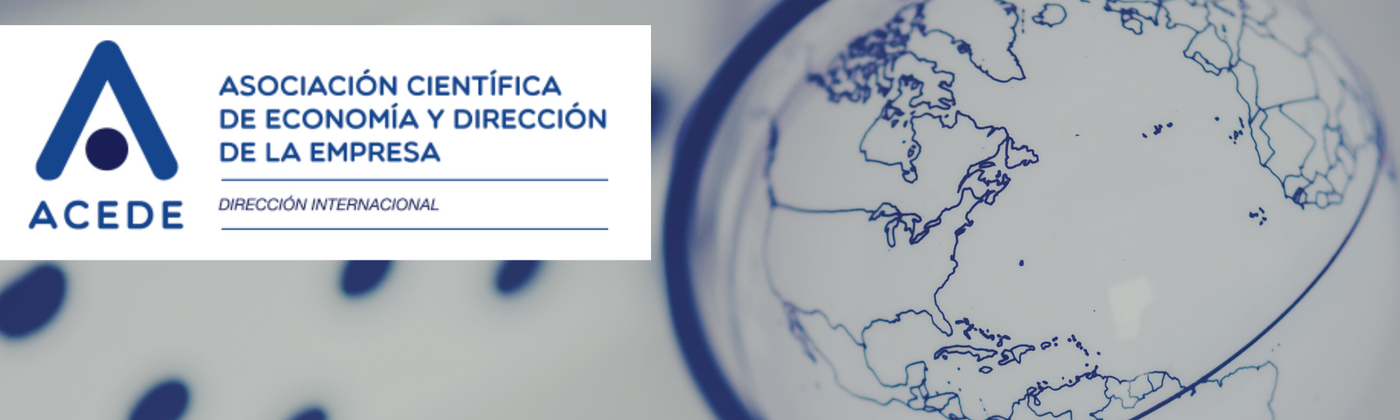 ASOCIACIÓN CIENTÍFICA
DE ECONOMÍA Y DIRECCIÓN
DE LA EMPRESA
DIRECCIÓN INTERNACIONAL
ACEDE